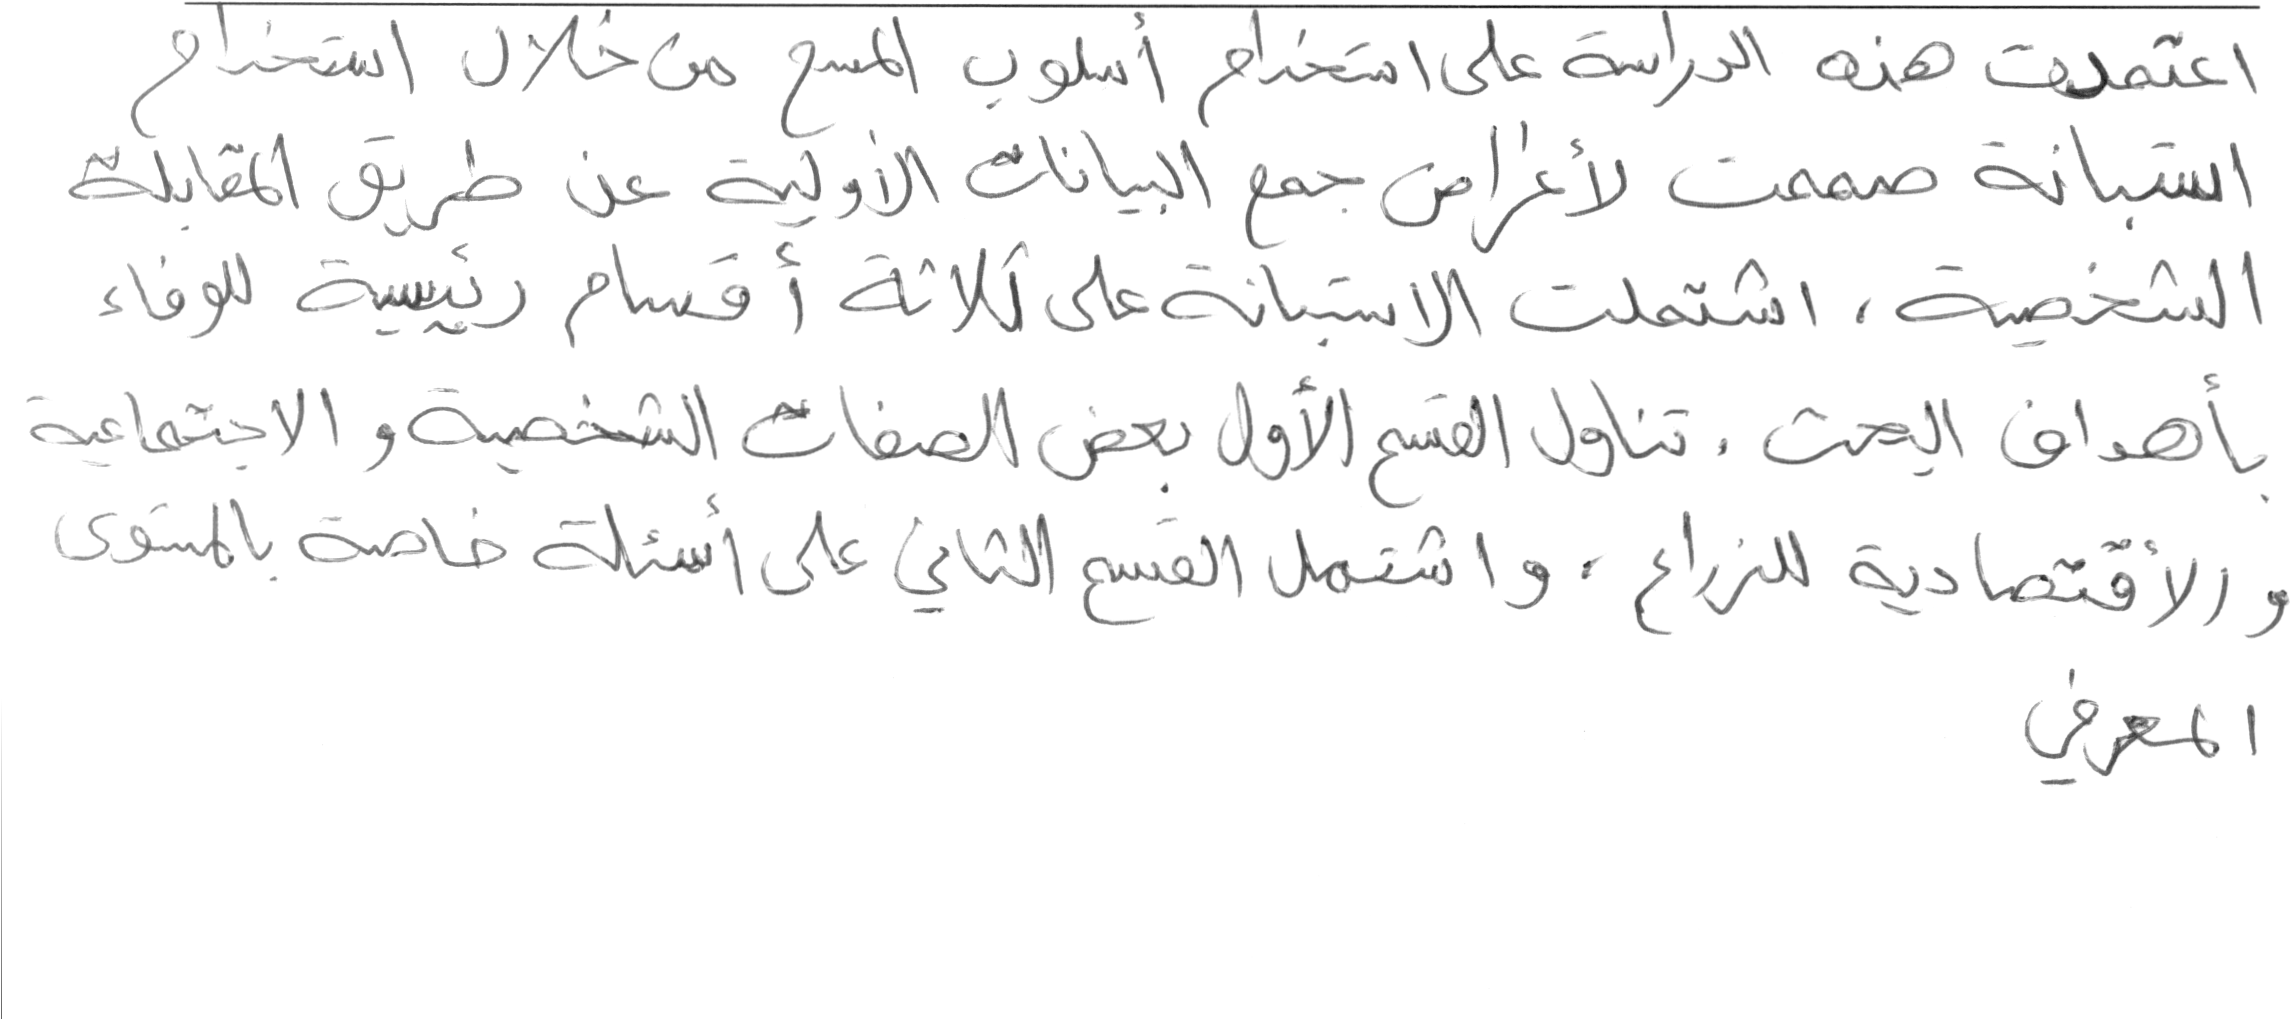 اعتمدت هذه الدراسة على استخدام أسلوب المسح من خلال استخدام
استبانة صممت لأغراض جمع البيانات الأولية عن طريق المقابلة
الشخصية ، اشتملت الاستبانة على ثلاثة أقسام رئيسية للوفاء
بأهداف البحث . تناول القسم الأول بعض الصفات الشخصية و الاجتماعية
و الأقتصادية للزراع ، و اشتمل القسم الثاني على أسئلة خاصة بالمستوى
المعرفي